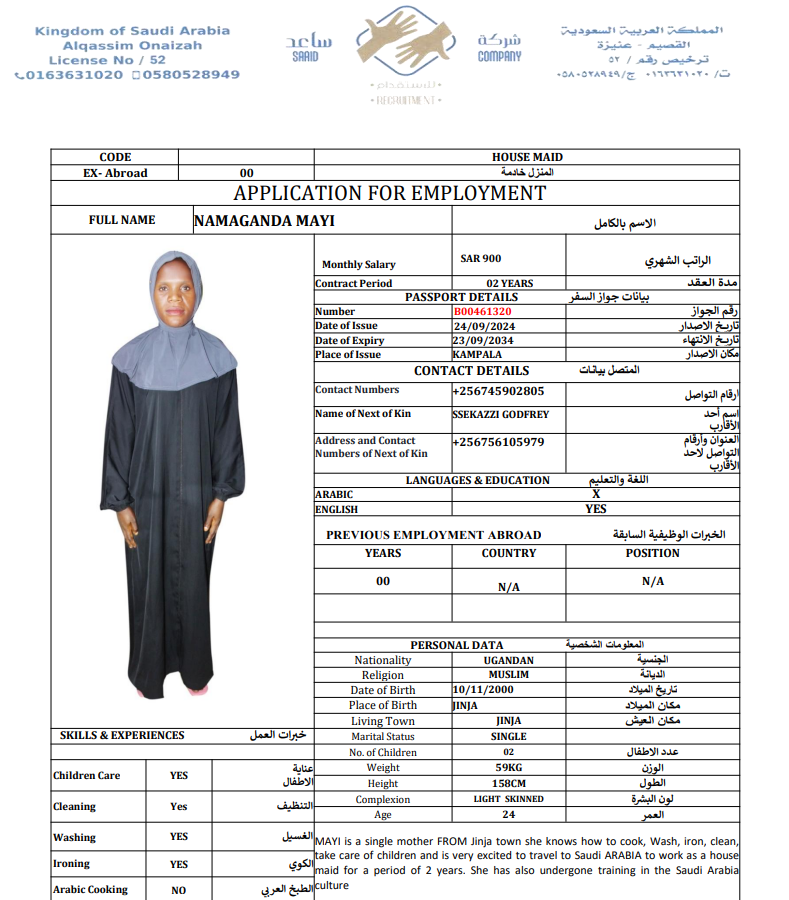 Kingdom of Saudi Arabia
Alqassim Onaizah
License No / 52
0163631020 0580528949
ساعد
SAAID
شركة
COMPANY
للاستقدام
RECRUITMENT
المملكة العربية السعودية
القصيم - عنيزة
ترخيص رقم / ٥٢
ت/ ٠١٦٣٦٣١٠٢٠ ج/ ٠٥٨٠٥٢٨٩٤٩
CODE HOUSE MAID
EX- Abroad 00 المنزل خادمة
APPLICATION FOR EMPLOYMENT
FULL NAME NAMAGANDA MAYI الاسم بالكامل
Monthly Salary SAR 900 الراتب الشهري
Contract Period 02 YEARS مدة العقد
PASSPORT DETAILS بيانات جواز السفر
Number B00461320 رقم الجواز
Date of Issue 24/09/2024 تاريخ الاصدار
Date of Expiry 23/09/2034 تاريخ الانتهاء
Place of Issue KAMPALA مكان الاصدار
CONTACT DETAILS المتصل بيانات
Contact Numbers +256745902805 ارقام التواصل
Name of Next of Kin SSEKAZZI GODFREY اسم أحد
الأقارب
Address and Contact +256756105979 العنوان وأرقام
Numbers of Next of Kin التواصل لاحد
الأقارب
LANGUAGES & EDUCATION اللغة والتعليم
ARABIC X
ENGLISH YES
PREVIOUS EMPLOYMENT ABROAD الخبرات الوظيفية السابقة
YEARS COUNTRY POSITION
00 N/A N/A
PERSONAL DATA المعلومات الشخصية
Nationality UGANDAN الجنسية
Religion MUSLIM الديانة
Date of Birth 10/11/2000 تاريخ الميلاد
Place of Birth JINJA مكان الميلاد
Living Town JINJA مكان العيش
Marital Status SINGLE
No. of Children 02 عدد الاطفال
Weight 59KG الوزن
Height 158CM الطول
Complexion LIGHT SKINNED لون البشرة
Age 24 العمر
SKILLS & EXPERIENCES خبرات العمل
Children Care YES عناية
الاطفال
Cleaning Yes التنظيف
Washing YES الغسيل
Ironing YES الكوي
Arabic Cooking NO الطبخ العربي
MAYI is a single mother FROM Jinja town she knows how to cook, Wash, iron, clean,
take care of children and is very excited to travel to Saudi ARABIA to work as a house
maid for a period of 2 years. She has also undergone training in the Saudi Arabia
culture